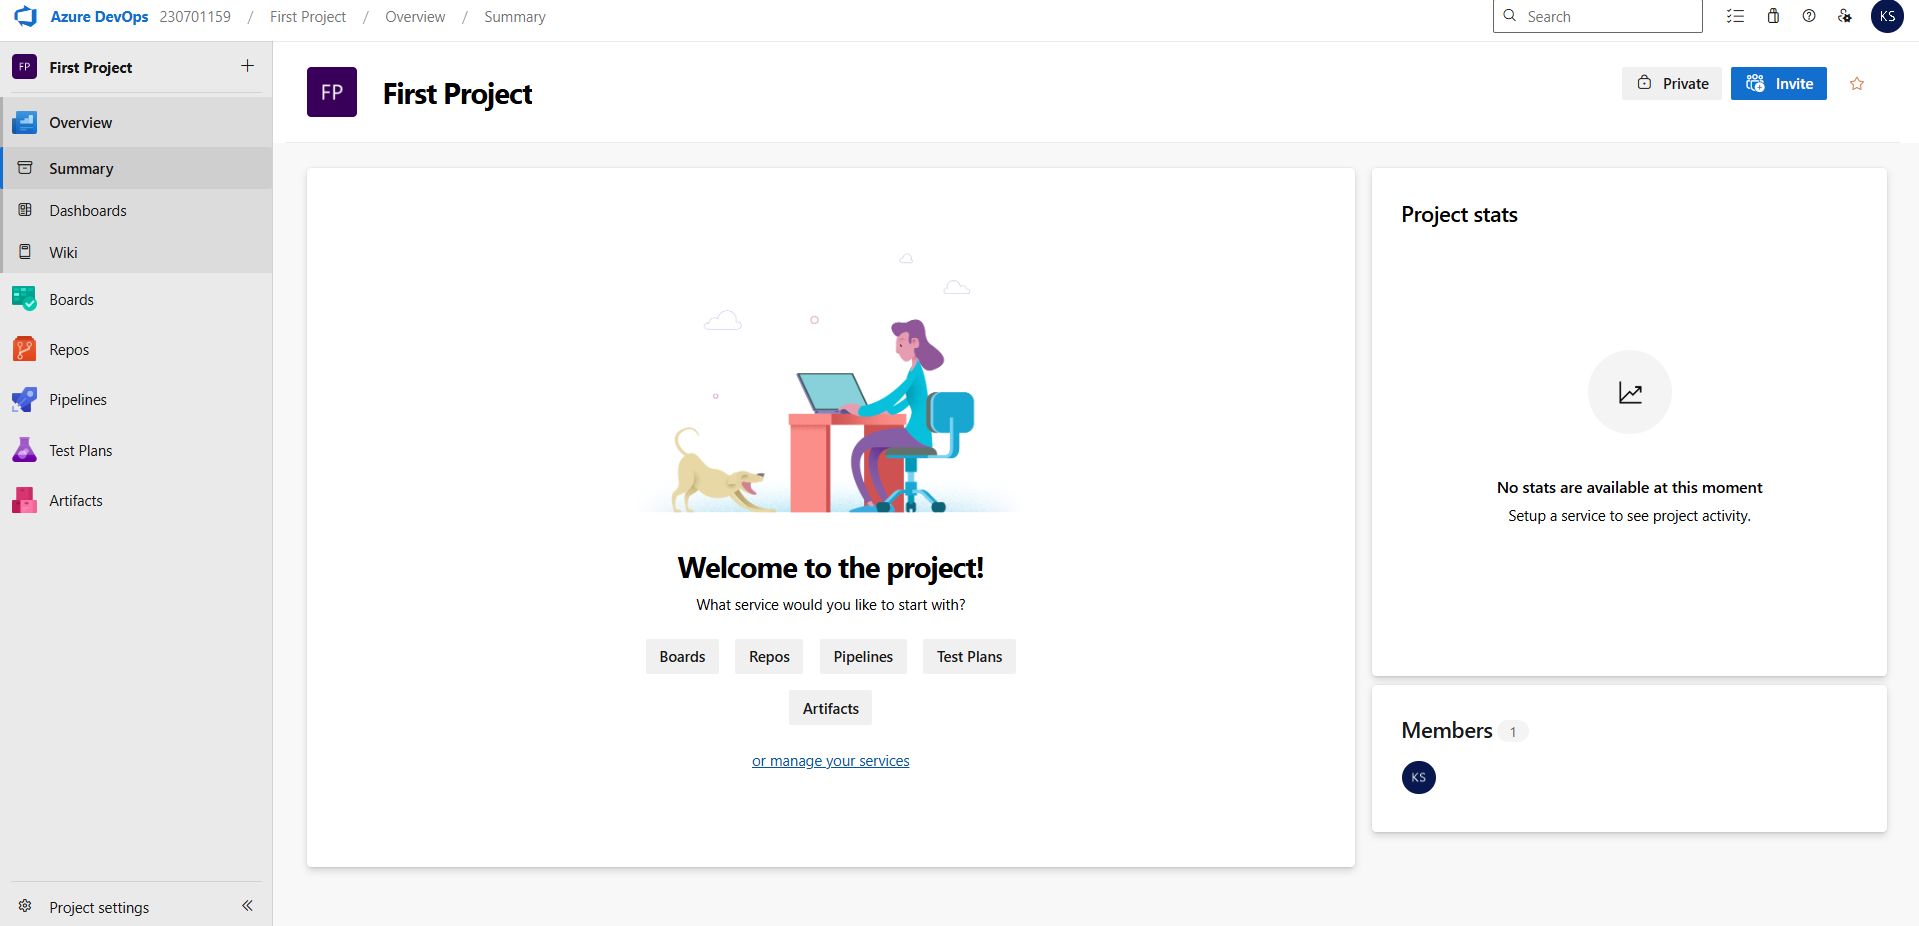 Azure DevOps 230701159 / First Project / Overview / Summary
Search
KS
FP First Project
Overview
Summary
Dashboards
Wiki
Boards
Repos
Pipelines
Test Plans
Artifacts
Project settings
FP First Project
Private
Invite
Welcome to the project!
What service would you like to start with?
Boards Repos Pipelines Test Plans
Artifacts
or manage your services
Project stats
No stats are available at this moment
Setup a service to see project activity.
Members 1
KS